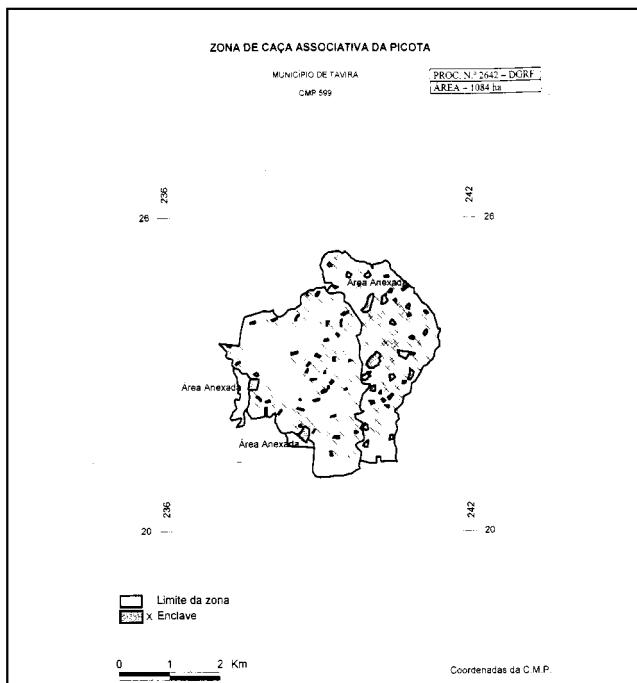 ZONA DE CAÇA ASSOCIATIVA DA PICOTA
MUNICÍPIO DE TAVIRA
CMP 599
PROC. N.º 2642 – DGRF
ÁREA – 1084 ha
236
242
26
26
Área Anexada
Área Anexada
Área Anexada
236
242
20
20
Limite da zona
x Enclave
0 1 2 Km
Coordenadas da C.M.P.